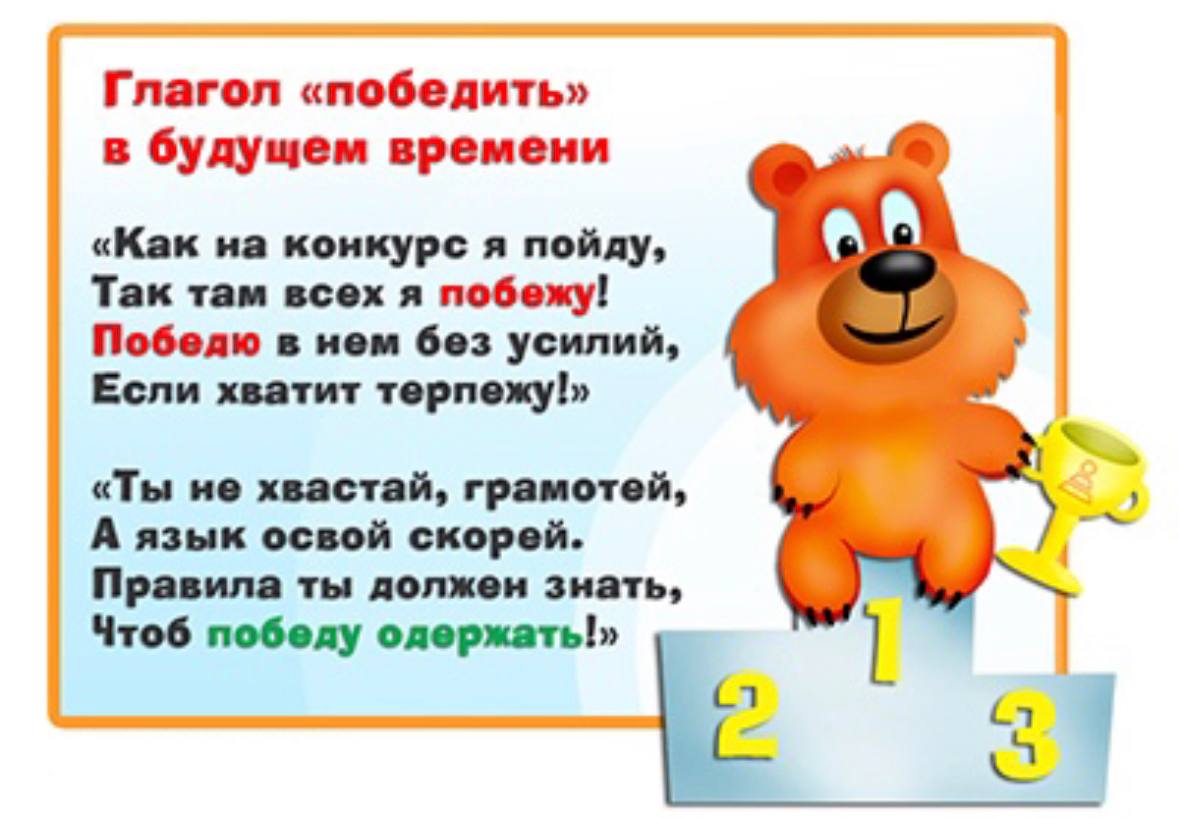 Глагол «победить»
в будущем времени
«Как на конкурс я пойду,
Так там всех я побежу!
Победю в нем без усилий,
Если хватит терпежу!»
«Ты не хвастай, грамотей,
А язык освой скорей.
Правила ты должен знать,
Чтоб победу одержать!»
1
2
3